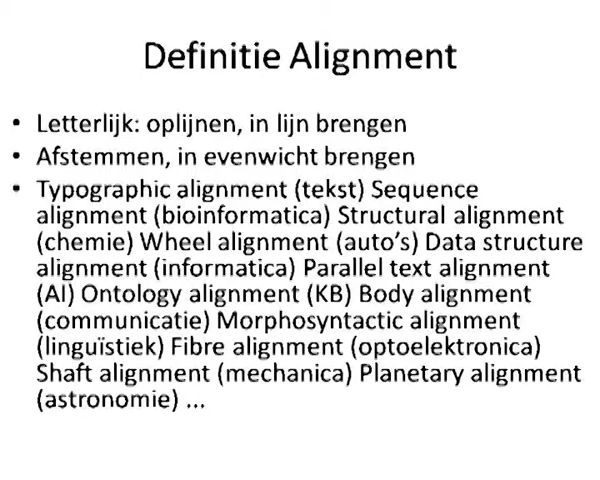 Definitie Alignment
• Letterlijk: oplijnen, in lijn brengen
• Afstemmen, in evenwicht brengen
• Typographic alignment (tekst) Sequence
alignment (bioinformatica) Structural alignment
(chemie) Wheel alignment (auto's) Data structure
alignment (informatica) Parallel text alignment
(AI) Ontology alignment (KB) Body alignment
(communicatie) Morphosyntactic alignment
(linguïstiek) Fibre alignment (optoelektronica)
Shaft alignment (mechanica) Planetary alignment
(astronomie) ...